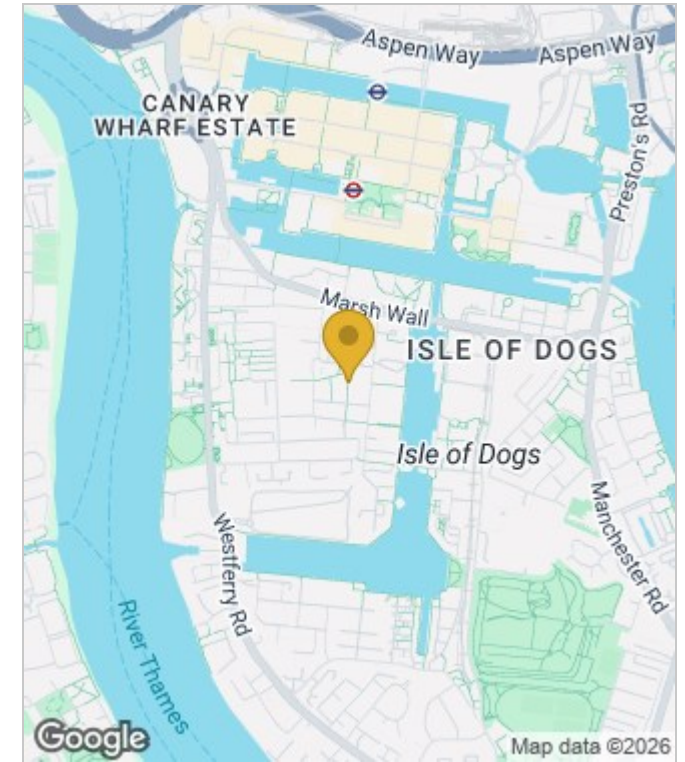 Aspen Way
Aspen Way
CANARY
WHARF ESTATE
Preston's Rd
Marsh Wall
ISLE OF DOGS
Isle of Dogs
Manchester Rd
Westferry Rd
River Thames
Google
Map data ©2026